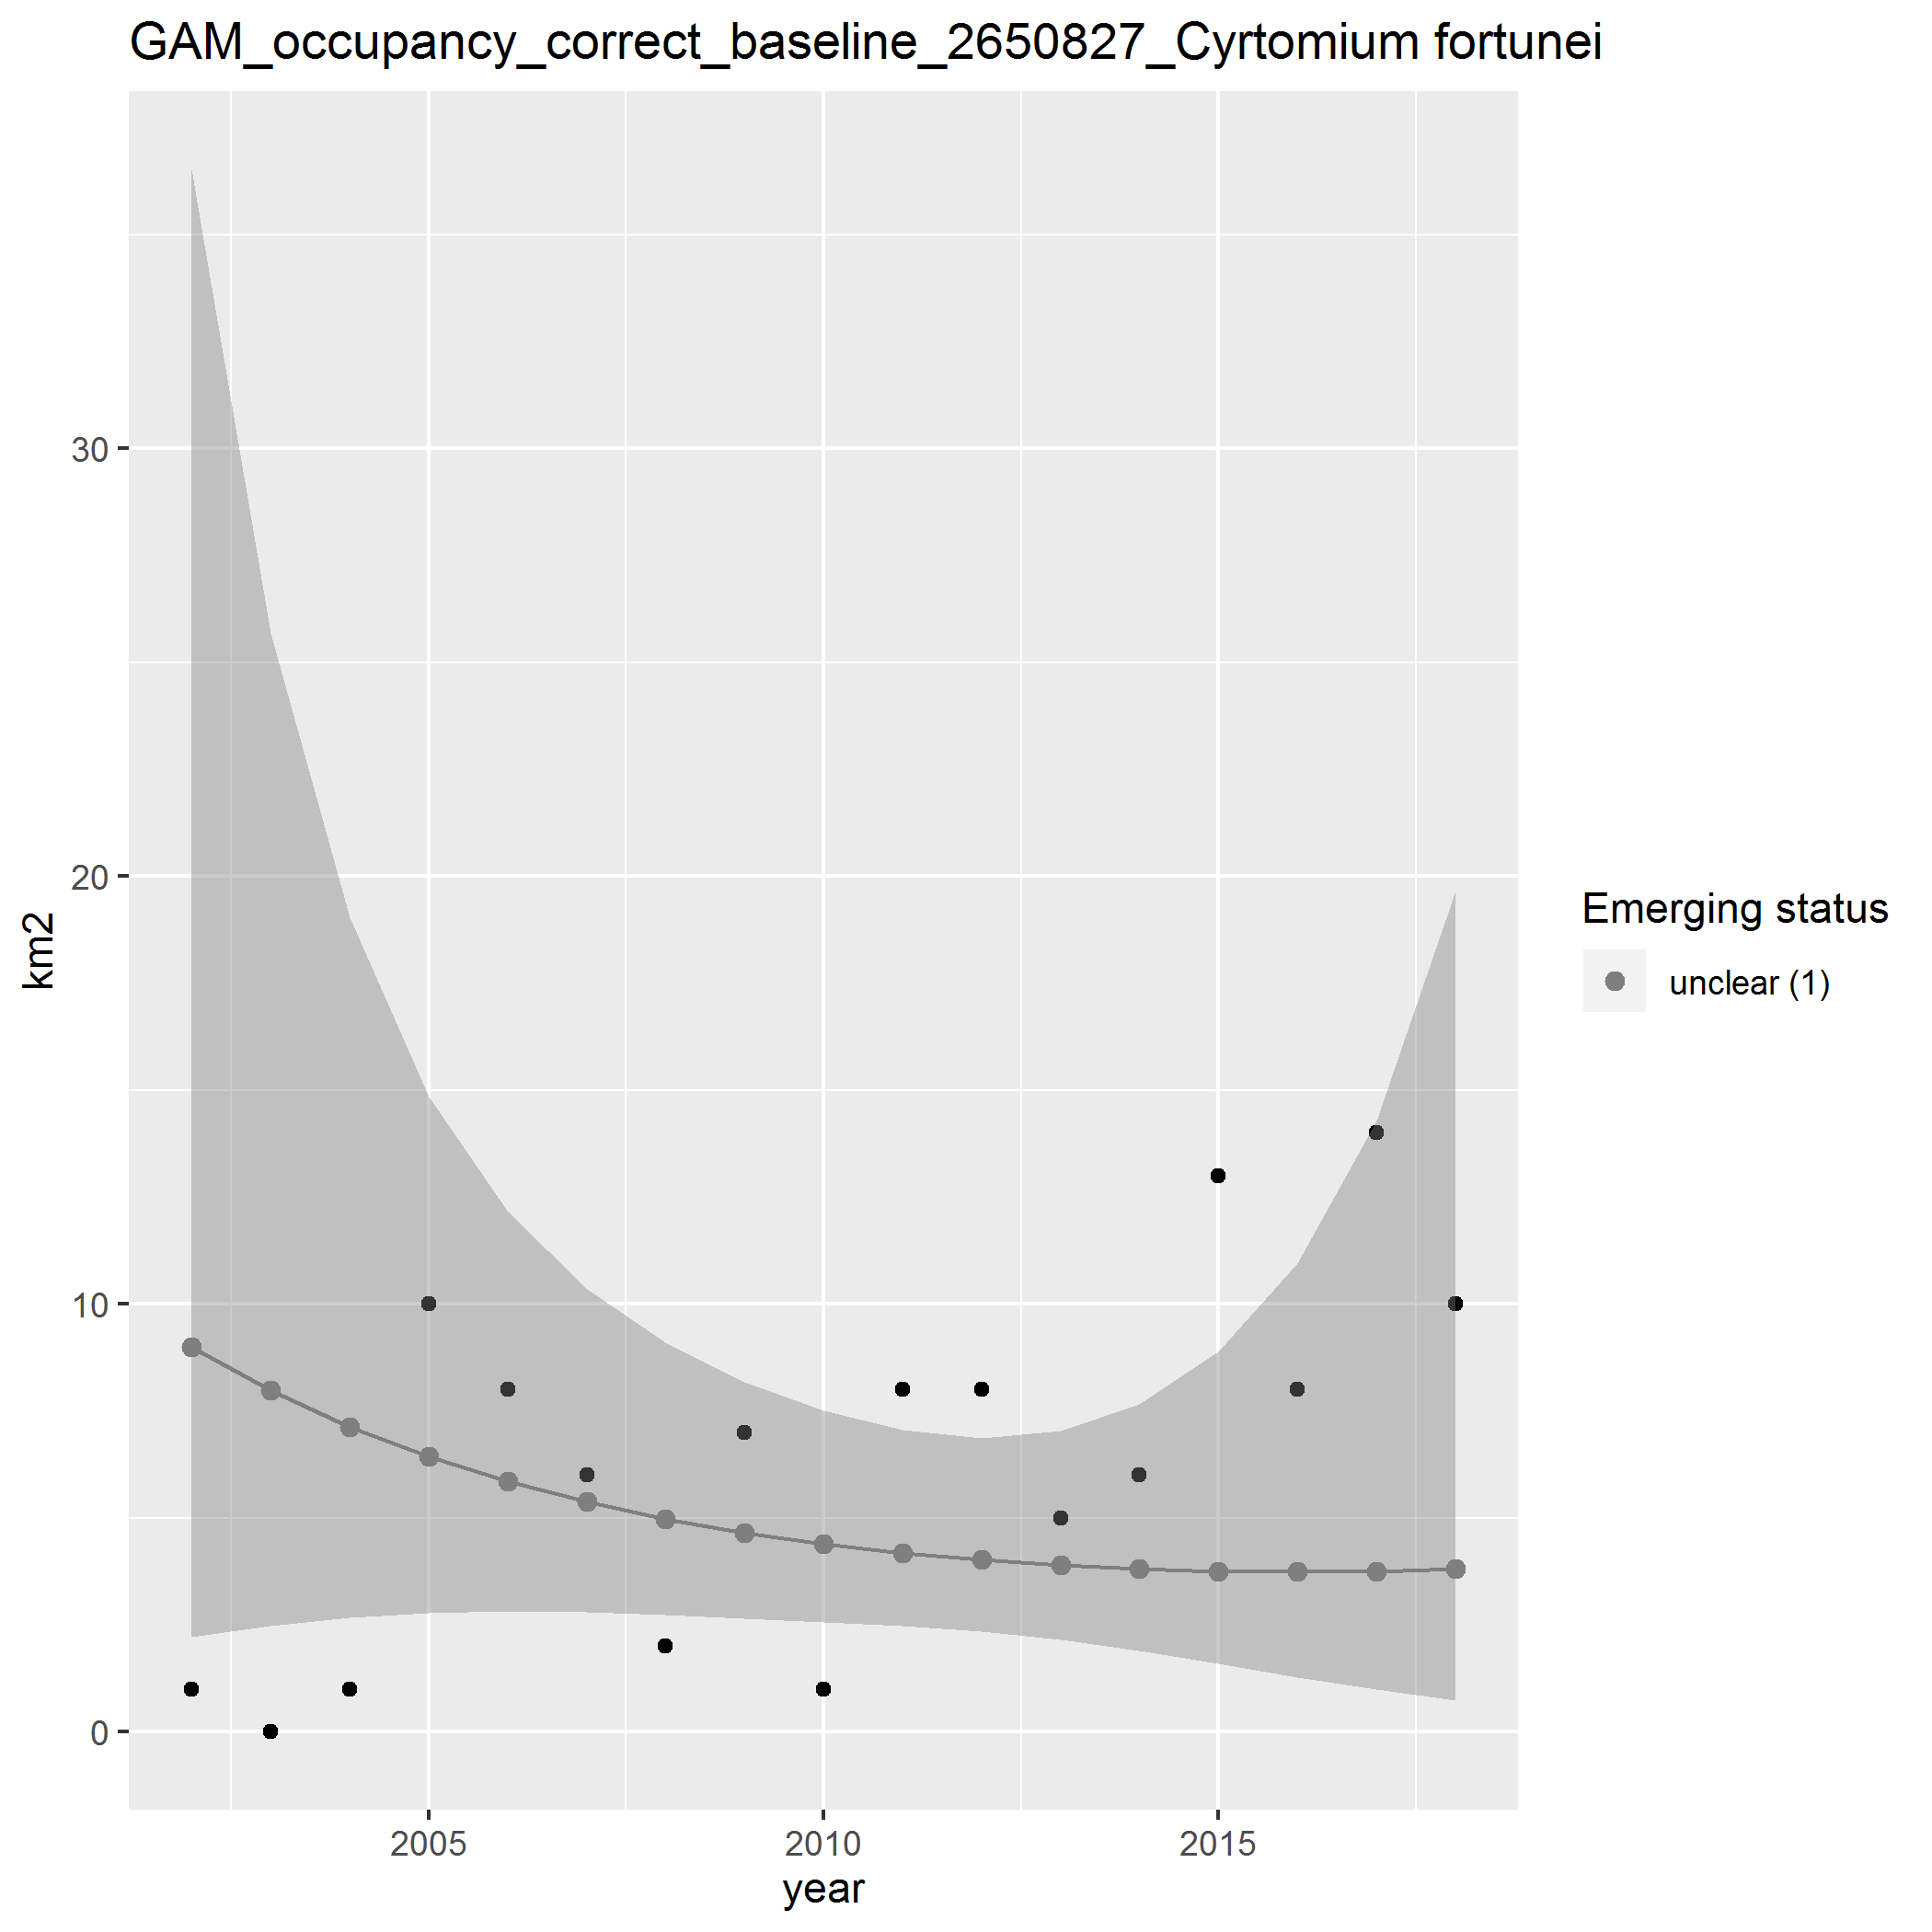 GAM_occupancy_correct_baseline_2650827_Cyrtomium fortunei
30
20
10
0
km2
2005
2010
2015
year
Emerging status
unclear (1)